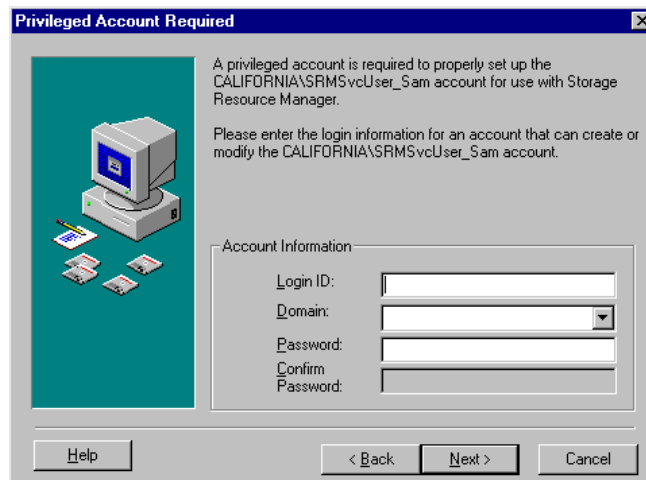 Privileged Account Required
A privileged account is required to properly set up the
CALIFORNIA\SRMSvcUser_Sam account for use with Storage
Resource Manager.
Please enter the login information for an account that can create or
modify the CALIFORNIA\SRMSvcUser_Sam account.
Account Information
Login ID:
Domain:
Password:
Confirm
Password:
Help
< Back
Next >
Cancel